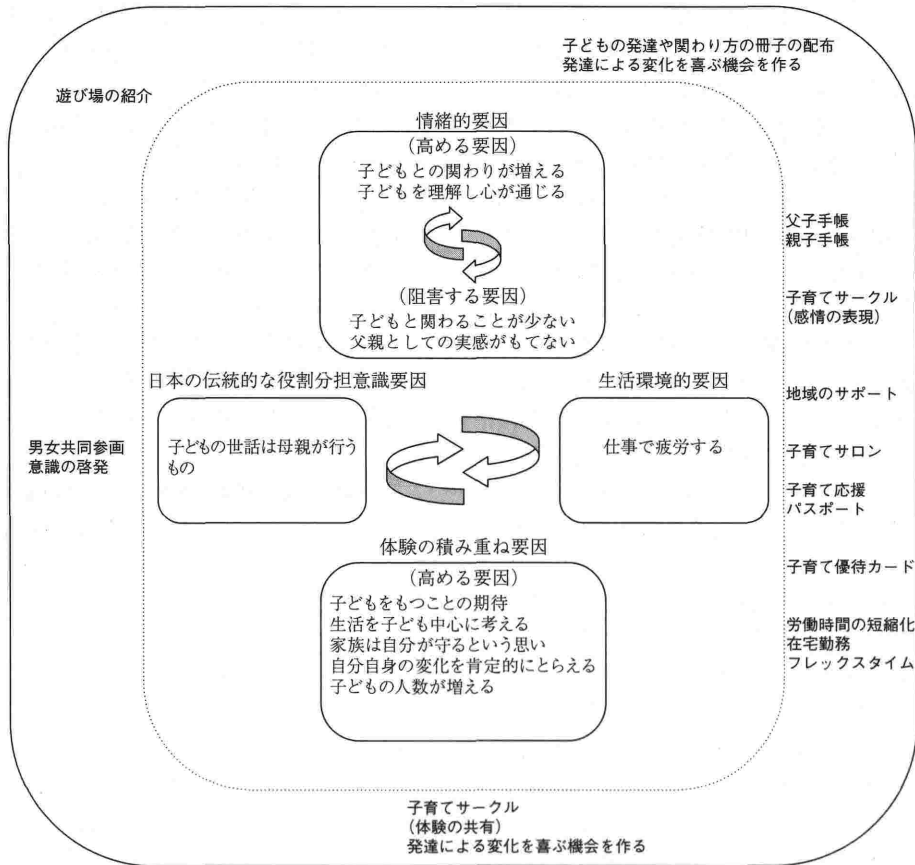 子どもの発達や関わり方の冊子の配布
発達による変化を喜ぶ機会を作る
遊び場の紹介
情緒的要因
(高める要因)
子どもとの関わりが増える
子どもを理解し心が通じる
(阻害する要因)
子どもと関わることが少ない
父親としての実感がもてない
父子手帳
親子手帳
子育てサークル
(感情の表現)
日本の伝統的な役割分担意識要因
子どもの世話は母親が行う
もの
生活環境的要因
仕事で疲労する
男女共同参画
意識の啓発
地域のサポート
子育てサロン
子育て応援
パスポート
体験の積み重ね要因
(高める要因)
子どもをもつことの期待
生活を子ども中心に考える
家族は自分が守るという思い
自分自身の変化を肯定的にとらえる
子どもの人数が増える
子育て優待カード
労働時間の短縮化
在宅勤務
フレックスタイム
子育てサークル
(体験の共有)
発達による変化を喜ぶ機会を作る